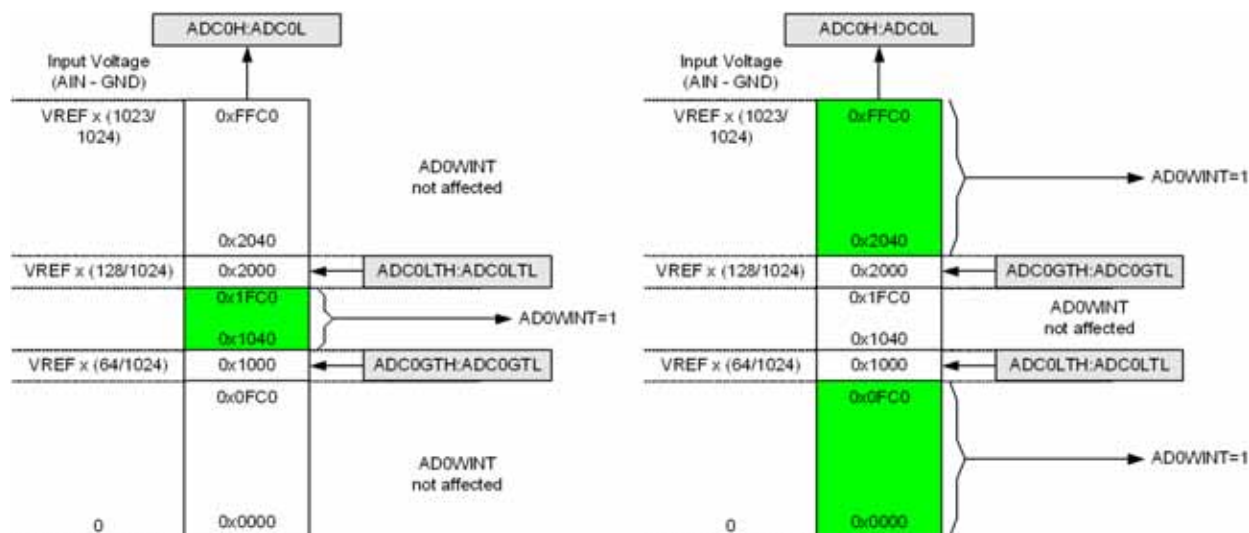 ADC0H:ADC0L
Input Voltage
(AIN - GND)
VREF x (1023/
1024)
0xFFC0
AD0WINT
not affected
0x2040
VREF x (128/1024)
0x2000
ADC0LTH:ADC0LTL
0x1FC0
AD0WINT=1
0x1040
VREF x (64/1024)
0x1000
ADC0GTH:ADC0GTL
0x0FC0
AD0WINT
not affected
0
0x0000
ADC0H:ADC0L
Input Voltage
(AIN - GND)
VREF x (1023/
1024)
0xFFC0
AD0WINT=1
0x2040
VREF x (128/1024)
0x2000
ADC0GTH:ADC0GTL
0x1FC0
AD0WINT
not affected
0x1040
VREF x (64/1024)
0x1000
ADC0LTH:ADC0LTL
0x0FC0
AD0WINT=1
0
0x0000